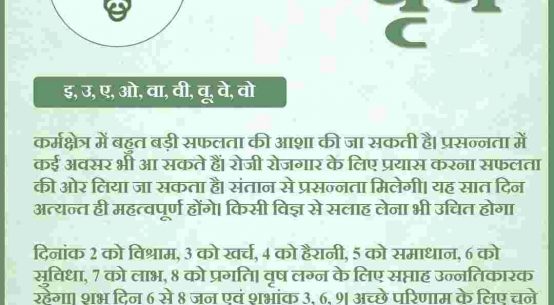 इ, उ, ए, ओ, वा, वी, वू, वे, वो
कर्मक्षेत्र में बहुत बड़ी सफलता की आशा की जा सकती है। प्रसन्नता में
कई अवसर भी आ सकते हैं। रोजी रोजगार के लिए प्रयास करना सफलता
की ओर लिया जा सकता है। संतान से प्रसन्नता मिलेगी। यह सात दिन
अत्यन्त ही महत्वपूर्ण होंगे। किसी विज्ञ से सलाह लेना भी उचित होगा
दिनांक 2 को विश्राम, 3 को खर्च, 4 को हैरानी, 5 को समाधान, 6 को
सुविधा, 7 को लाभ, 8 को प्रगति। वृष लग्न के लिए सप्ताह उन्नतिकारक
रहेगा। शुभ दिन 6 से 8 जून एवं शुभांक 3, 6, 9। अच्छे परिणाम के लिए चने